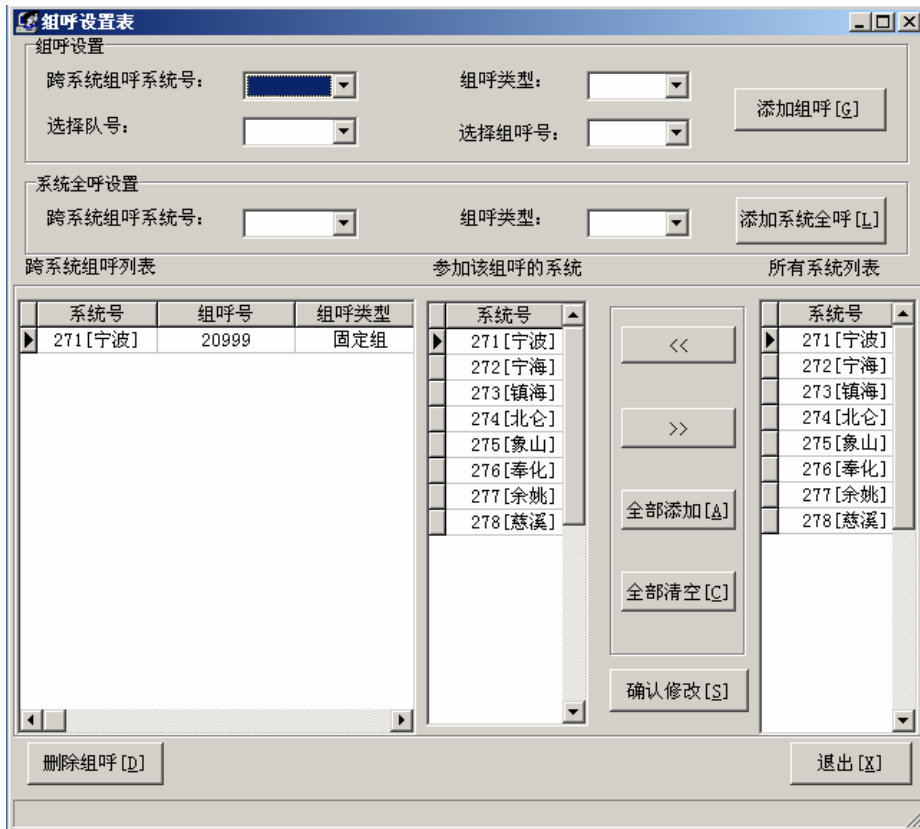 组呼设置表
组呼设置
跨系统组呼系统号: 组呼类型:
添加组呼[G]
选择队号: 选择组呼号:
系统全呼设置
跨系统组呼系统号: 组呼类型: 添加系统全呼[L]
跨系统组呼列表 参加该组呼的系统 所有系统列表
系统号 组呼号 组呼类型 系统号 系统号
271[宁波] 20999 固定组 271[宁波] << 271[宁波]
272[宁海] 272[宁海]
273[镇海] 273[镇海]
274[北仑] >> 274[北仑]
275[象山] 275[象山]
276[奉化] 276[奉化]
277[余姚] 全部添加[A] 277[余姚]
278[慈溪] 278[慈溪]
全部清空[C]
确认修改[S]
删除组呼[D] 退出[X]